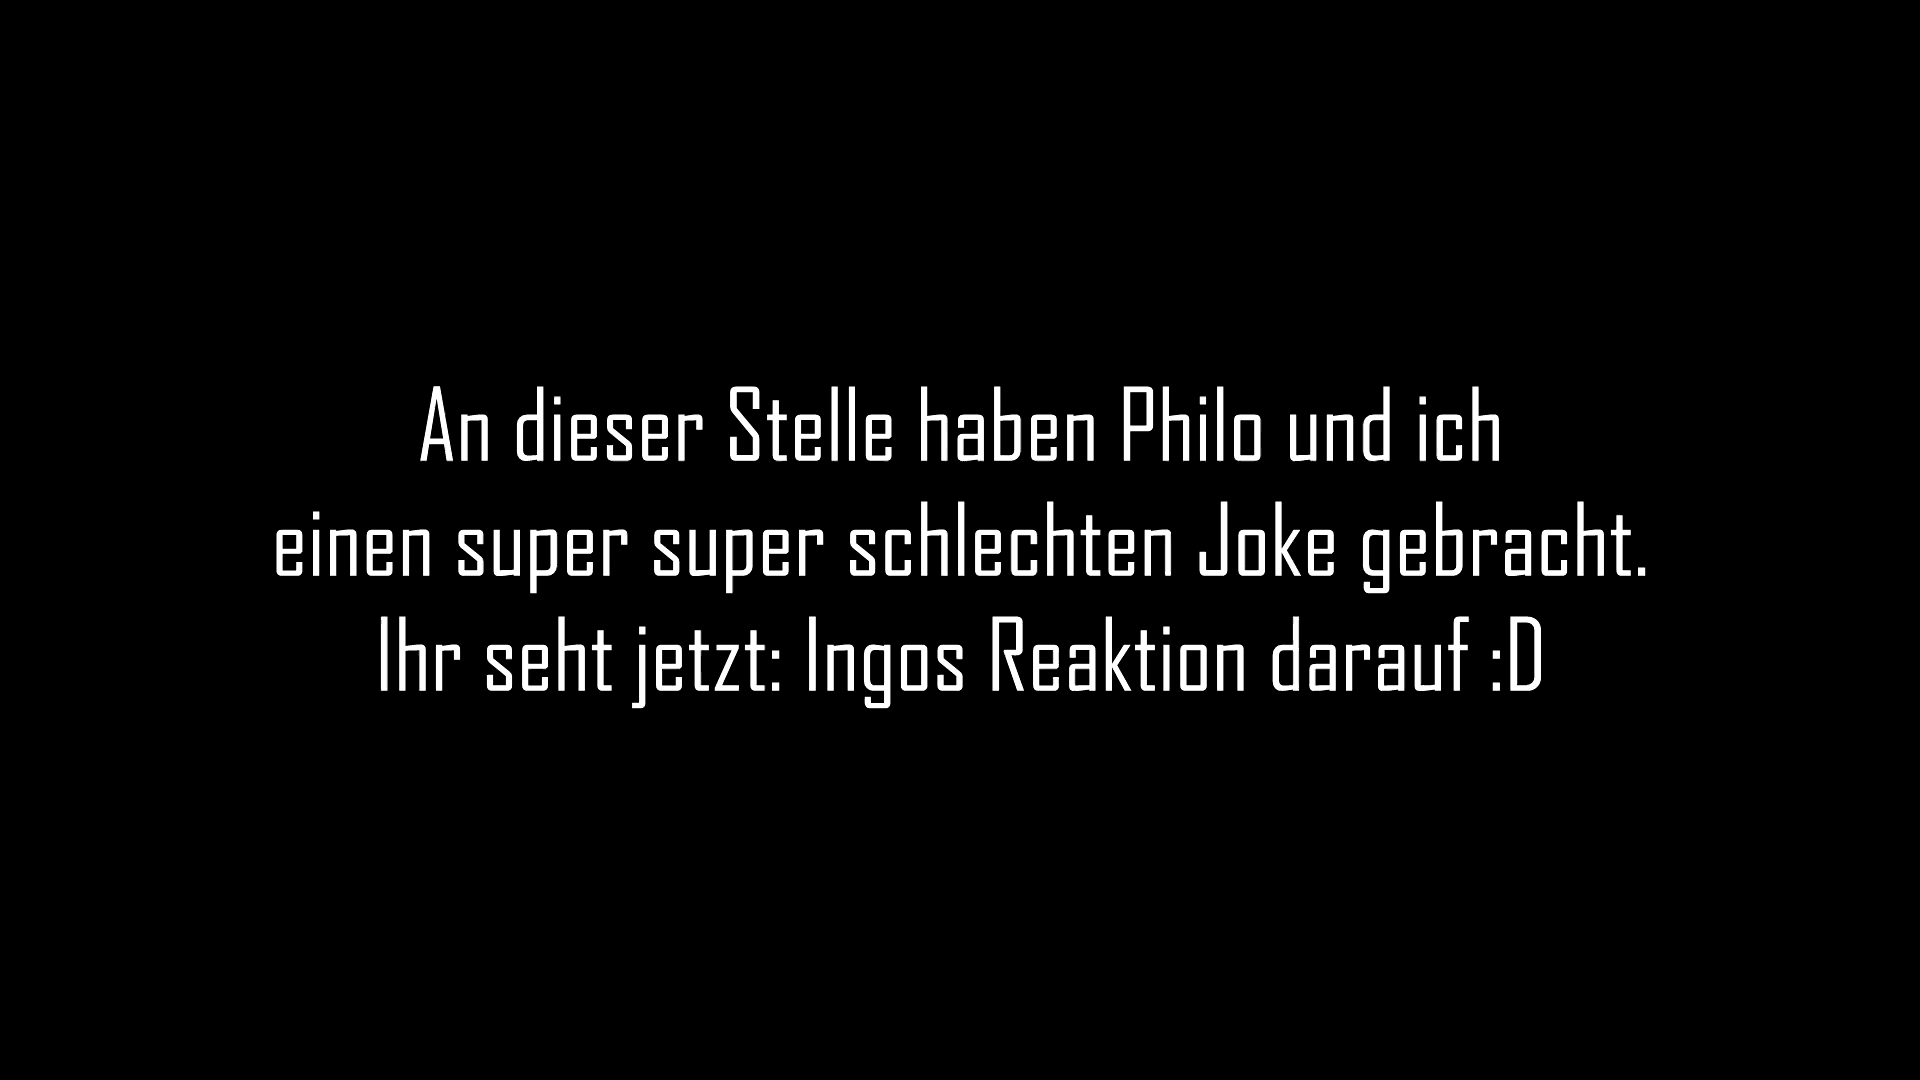 An dieser Stelle haben Philo und ich
einen super super schlechten Joke gebracht.
Ihr seht jetzt: Ingos Reaktion darauf :D